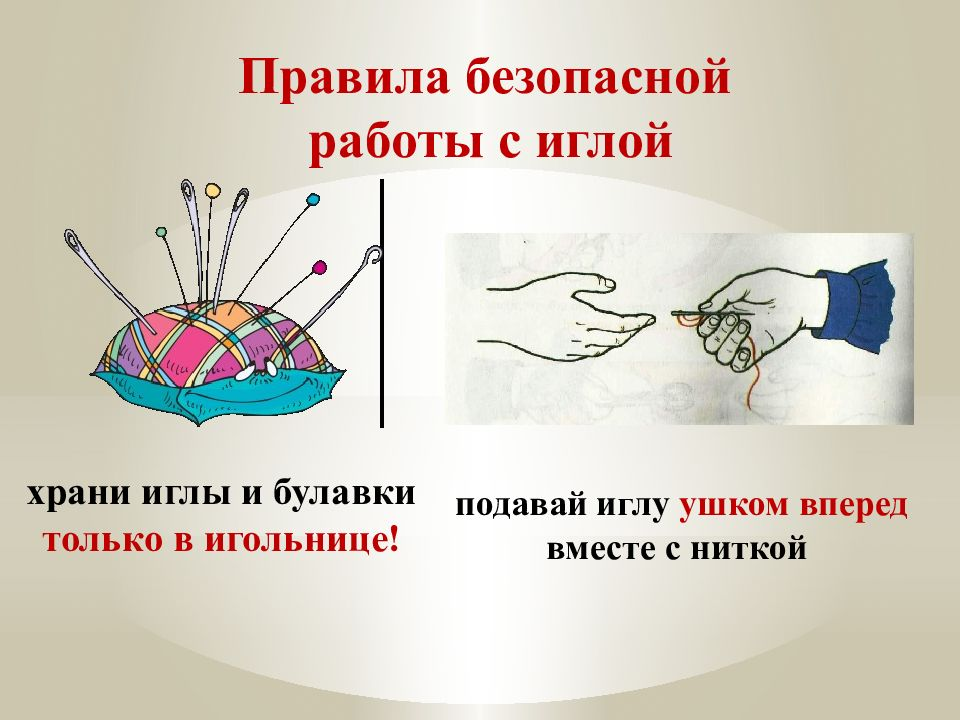 Правила безопасной
работы с иглой
храни иглы и булавки
только в игольнице!
подавай иглу ушком вперед
вместе с ниткой